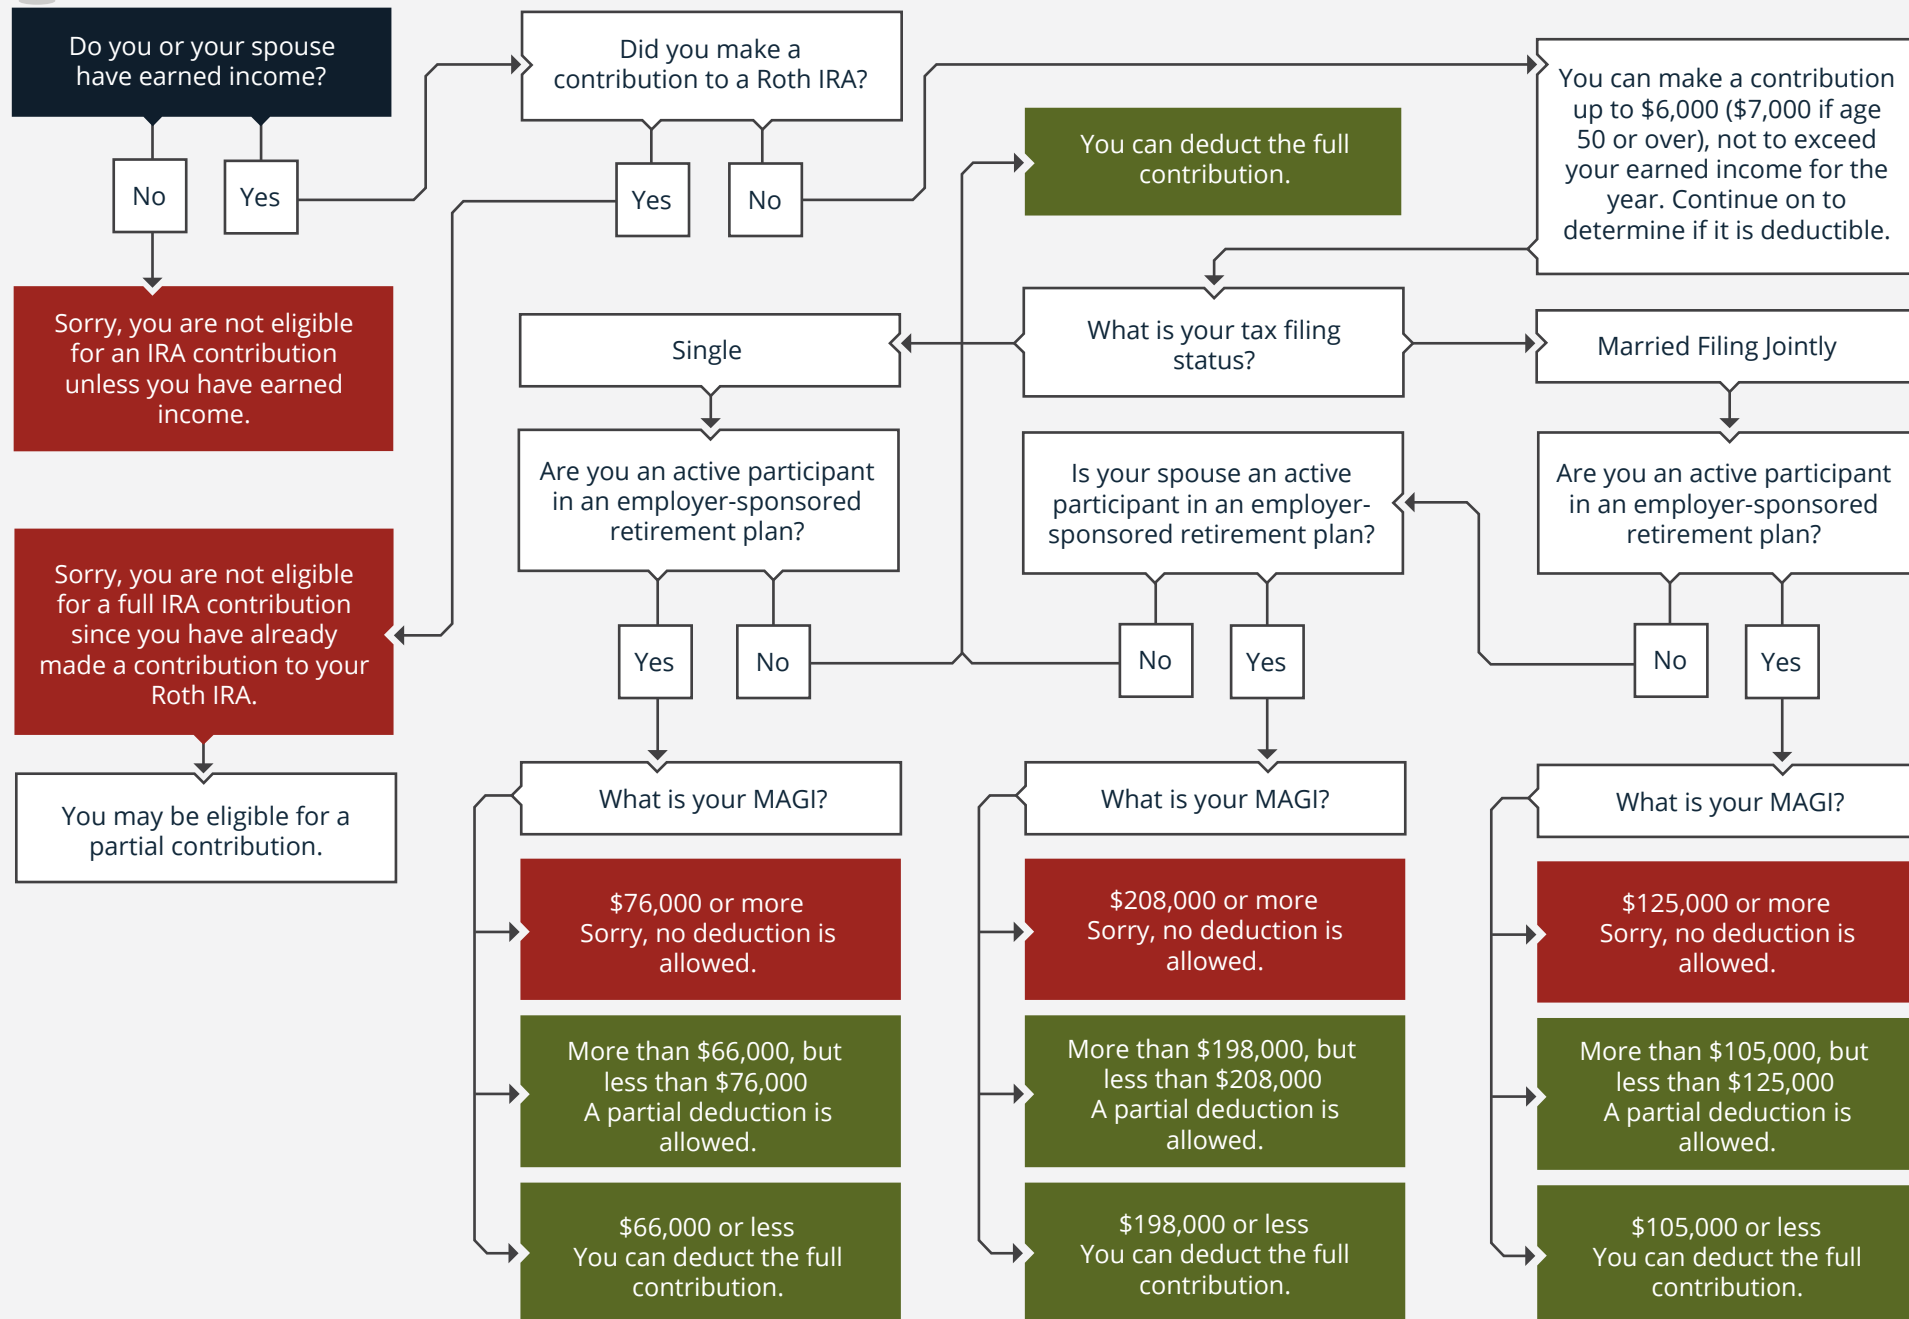 Do you or your spouse
have earned income?
No
Yes
Sorry, you are not eligible
for an IRA contribution
unless you have earned
income.
Did you make a
contribution to a Roth IRA?
Yes
No
Sorry, you are not eligible
for a full IRA contribution
since you have already
made a contribution to your
Roth IRA.
You may be eligible for a
partial contribution.
You can make a contribution
up to $6,000 ($7,000 if age
50 or over), not to exceed
your earned income for the
year. Continue on to
determine if it is deductible.
You can deduct the full
contribution.
What is your tax filing
status?
Single
Married Filing Jointly
Are you an active participant
in an employer-sponsored
retirement plan?
Yes
No
Is your spouse an active
participant in an employer-
sponsored retirement plan?
No
Yes
Are you an active participant
in an employer-sponsored
retirement plan?
No
Yes
What is your MAGI?
$76,000 or more
Sorry, no deduction is
allowed.
More than $66,000, but
less than $76,000
A partial deduction is
allowed.
$66,000 or less
You can deduct the full
contribution.
What is your MAGI?
$208,000 or more
Sorry, no deduction is
allowed.
More than $198,000, but
less than $208,000
A partial deduction is
allowed.
$198,000 or less
You can deduct the full
contribution.
What is your MAGI?
$125,000 or more
Sorry, no deduction is
allowed.
More than $105,000, but
less than $125,000
A partial deduction is
allowed.
$105,000 or less
You can deduct the full
contribution.